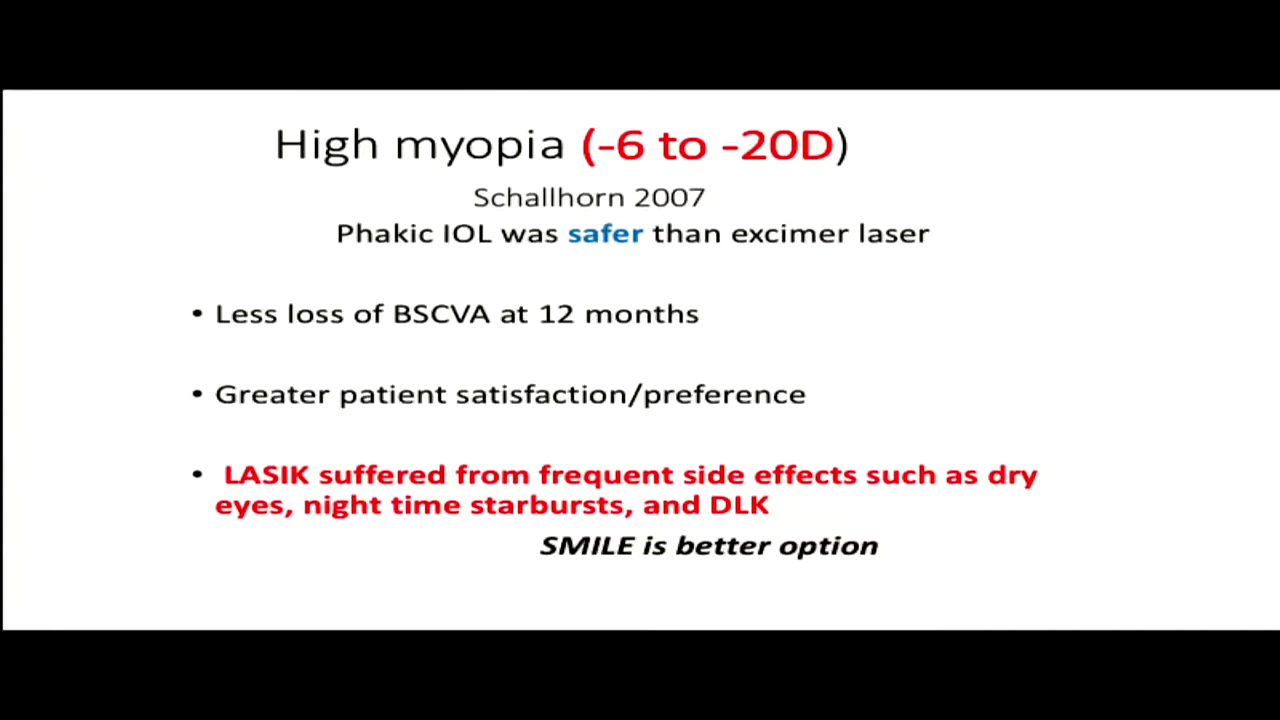 High myopia (-6 to -20D)
Schallhorn 2007
Phakic IOL was safer than excimer laser
• Less loss of BSCVA at 12 months
• Greater patient satisfaction/preference
• LASIK suffered from frequent side effects such as dry
eyes, night time starbursts, and DLK
SMILE is better option